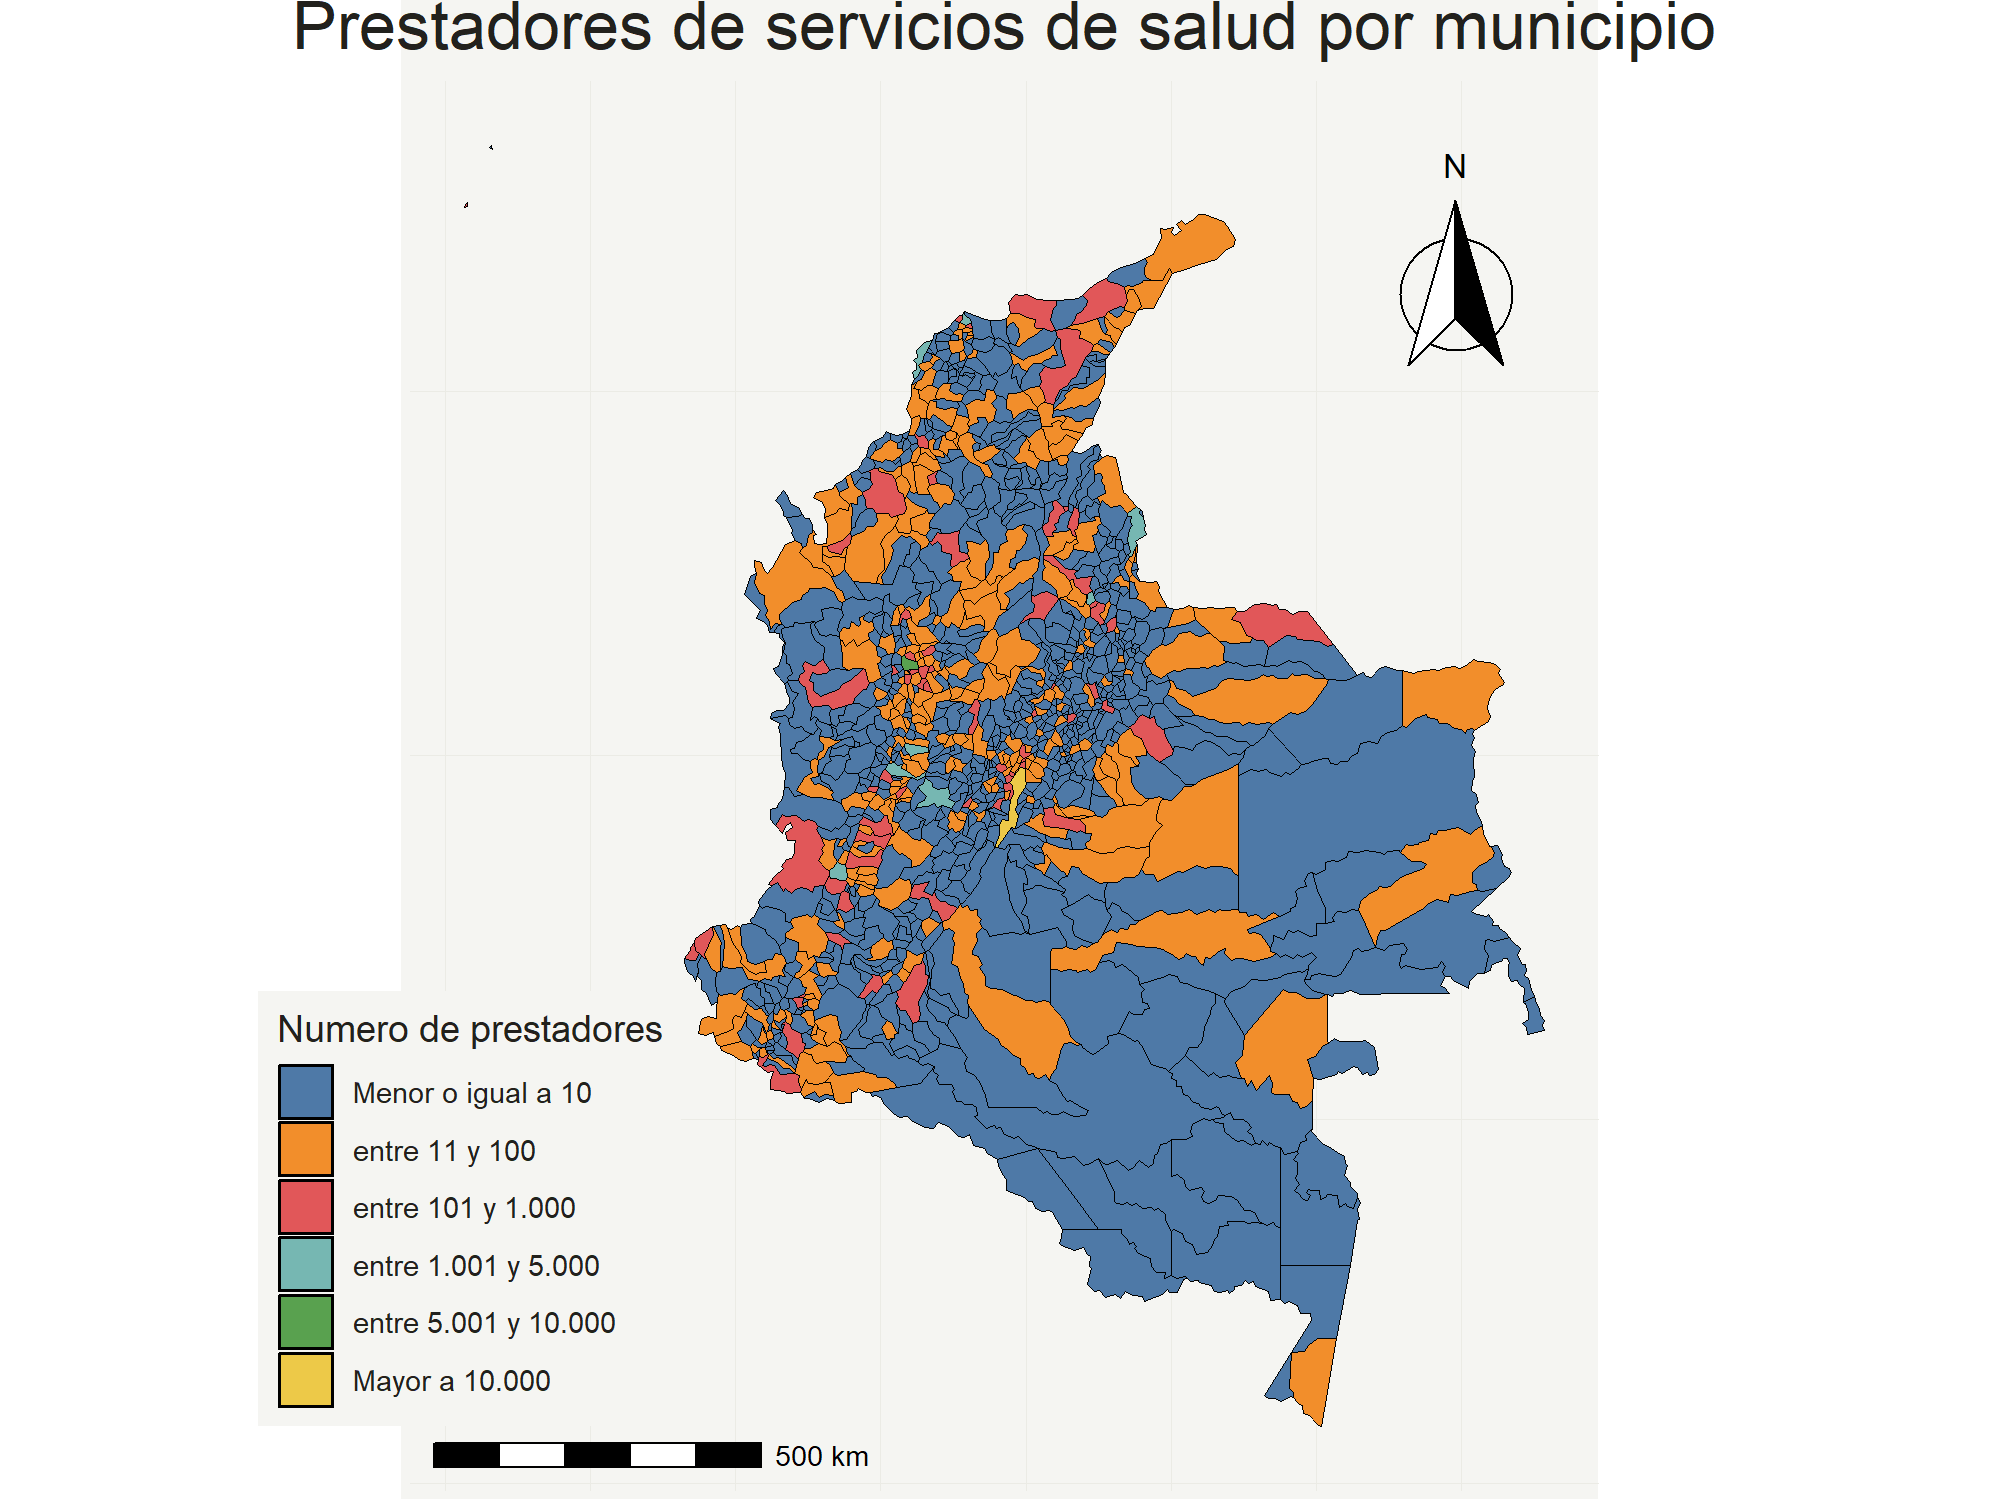 Prestadores de servicios de salud por municipio
N
Numero de prestadores
Menor o igual a 10
entre 11 y 100
entre 101 y 1.000
entre 1.001 y 5.000
entre 5.001 y 10.000
Mayor a 10.000
500 km